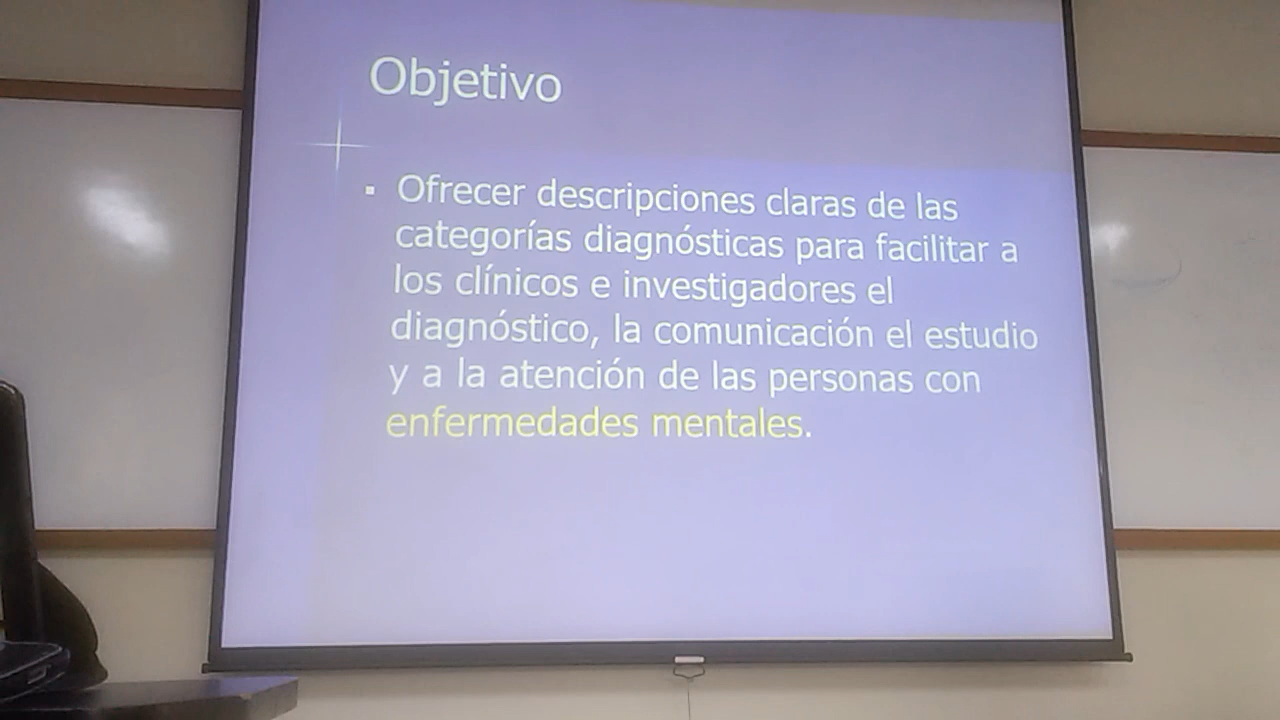 Objetivo
▪ Ofrecer descripciones claras de las
categorías diagnósticas para facilitar a
los clínicos e investigadores el
diagnóstico, la comunicación el estudio
y a la atención de las personas con
enfermedades mentales.